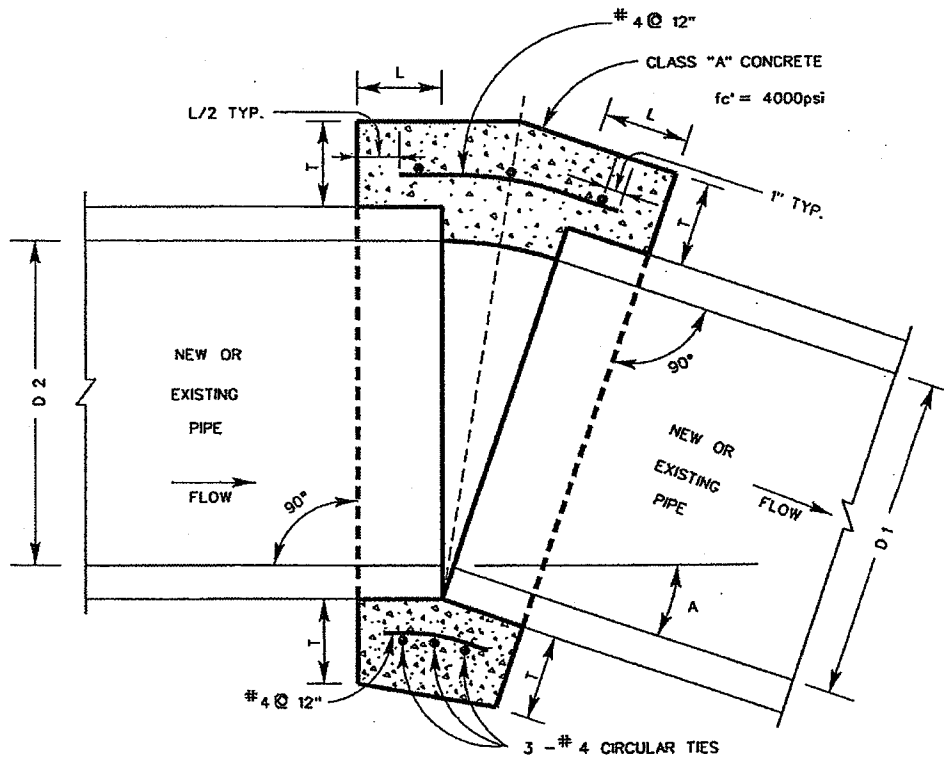 # 4 @ 12"
CLASS "A" CONCRETE
fc' = 4000psi
L
L/2 TYP.
L
T
1" TYP.
T
D 2
NEW OR
EXISTING
PIPE
FLOW
90°
90°
NEW OR
EXISTING
PIPE
FLOW
D 1
A
T
T
# 4 @ 12"
3 - # 4 CIRCULAR TIES